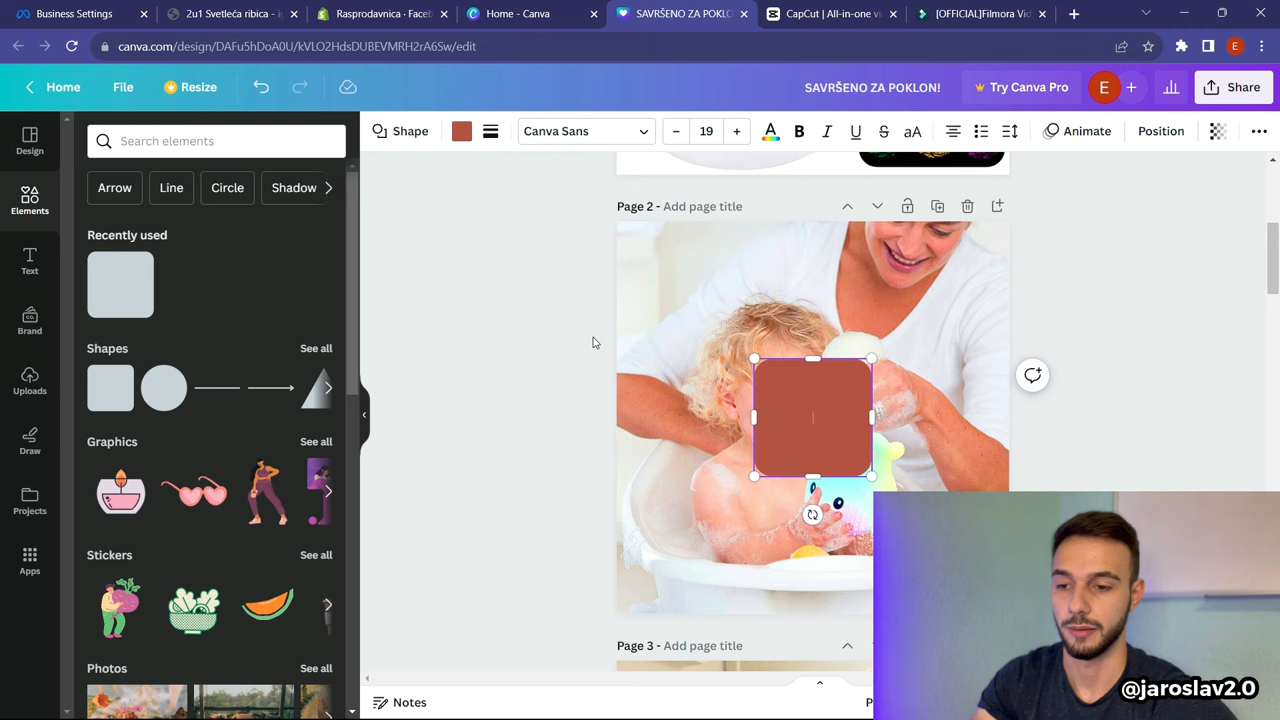 Business Settings
2u1 Svetleća ribica - i
Rasprodavnica · Faceb
Home - Canva
SAVRŠENO ZA POKLO
CapCut | All-in-one v
[OFFICIAL]Filmora Vid
canva.com/design/DAFu5hDoA0U/kVLO2HdsDUBEVMRH2rA6Sw/edit
E
Home
File
Resize
SAVRŠENO ZA POKLON!
Try Canva Pro
E
Share
Design
Elements
Text
Brand
Uploads
Draw
Projects
Apps
Search elements
Arrow
Line
Circle
Shadow
Recently used
Shapes
See all
Graphics
See all
Stickers
See all
Photos
See all
Shape
Canva Sans
19
B
I
U
S
aA
Animate
Position
Page 2 - Add page title
Page 3 - Add page title
Notes
P
@jaroslav2.0